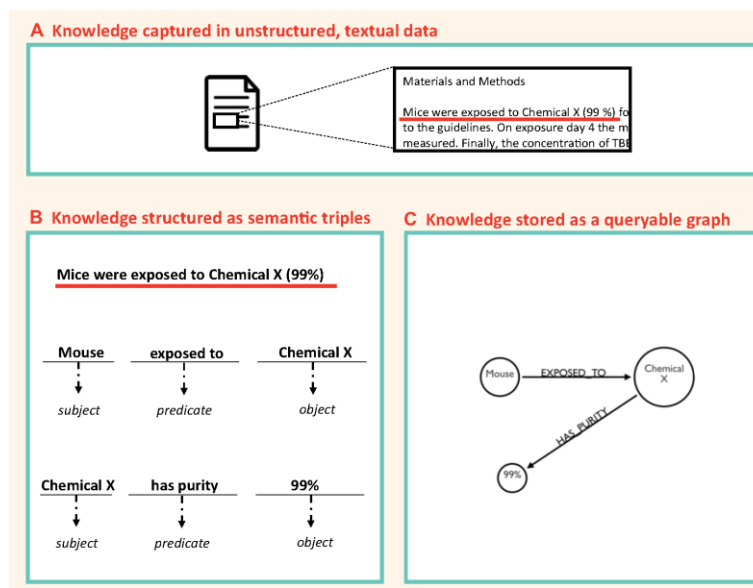 A Knowledge captured in unstructured, textual data
Materials and Methods
Mice were exposed to Chemical X (99 %) fo
to the guidelines. On exposure day 4 the m
measured. Finally, the concentration of TBE
B Knowledge structured as semantic triples
Mice were exposed to Chemical X (99%)
Mouse exposed to Chemical X
subject predicate object
Chemical X has purity 99%
subject predicate object
C Knowledge stored as a queryable graph
Mouse
EXPOSED_TO
Chemical
X
HAS_PURITY
99%